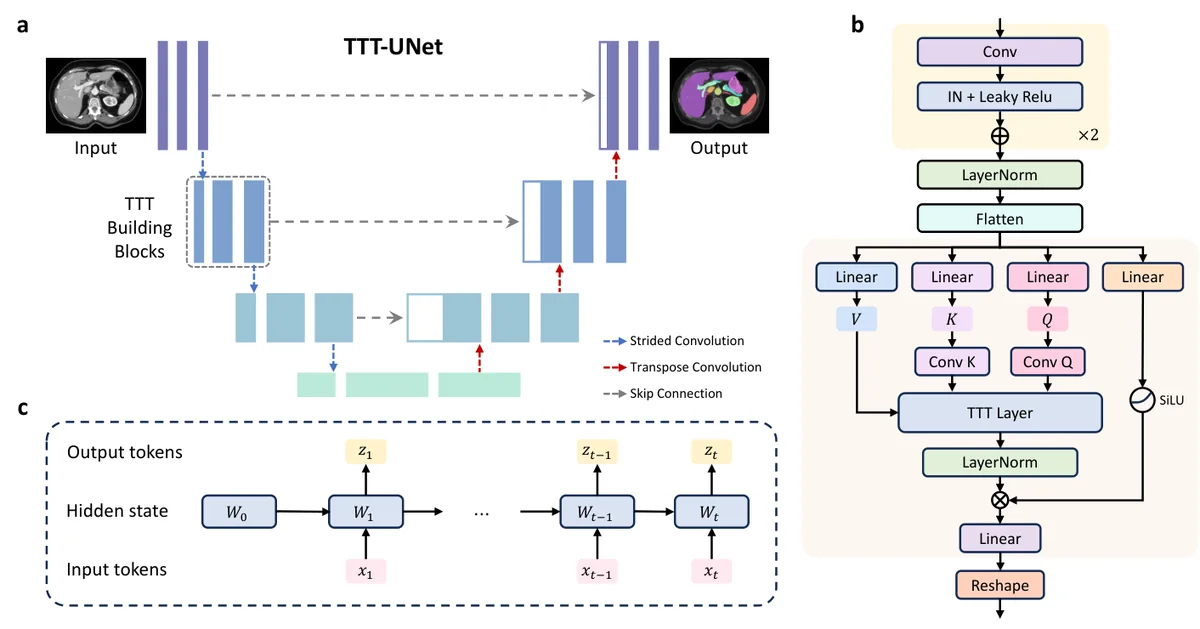 a
TTT-UNet
Input
Output
TTT
Building
Blocks
Strided Convolution
Transpose Convolution
Skip Connection
b
Conv
IN + Leaky Relu
×2
LayerNorm
Flatten
Linear Linear Linear Linear
V K Q
Conv K Conv Q
SiLU
TTT Layer
LayerNorm
Linear
Reshape
c
Output tokens z₁ zₜ₋₁ zₜ
Hidden state W₀ W₁ ... Wₜ₋₁ Wₜ
Input tokens x₁ xₜ₋₁ xₜ